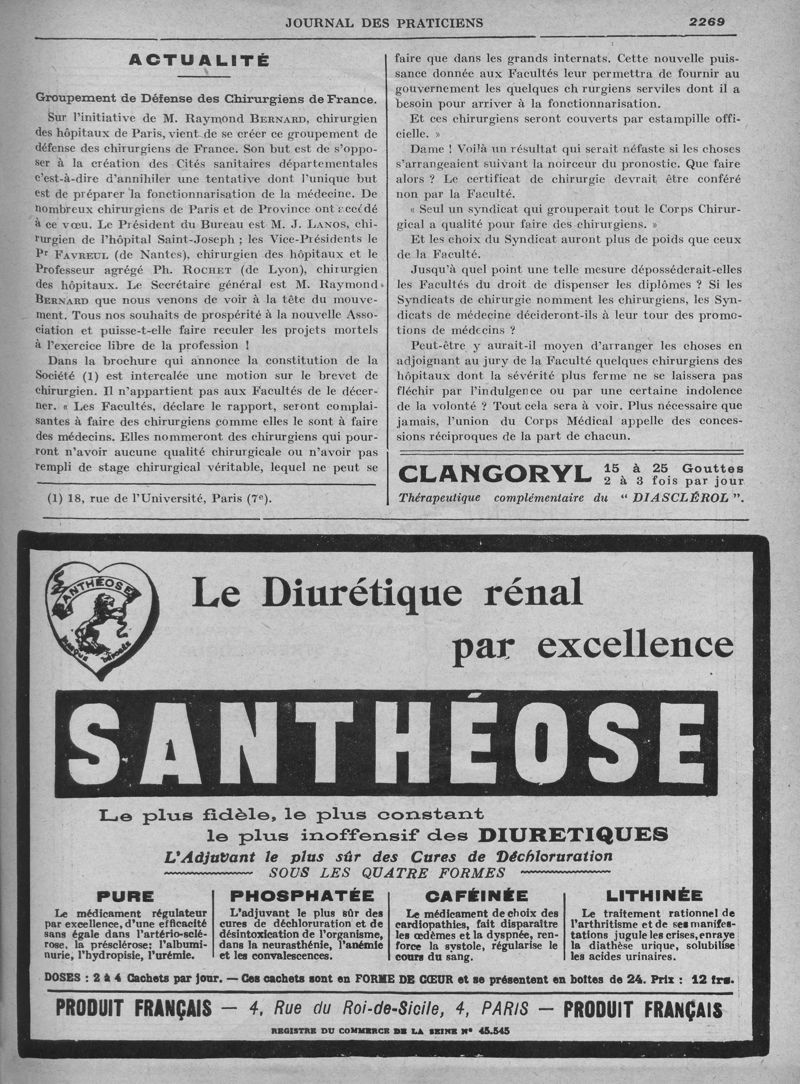 JOURNAL DES PRATICIENS 2269
ACTUALITÉ
Groupement de Défense des Chirurgiens de France.
Sur l'initiative de M. Raymond BERNARD, chirurgien
des hôpitaux de Paris, vient de se créer ce groupement de
défense des chirurgiens de France. Son but est de s'oppo-
ser à la création des Cités sanitaires départementales
c'est-à-dire d'annihiler une tentative dont l'unique but
est de préparer la fonctionnarisation de la médecine. De
nombreux chirurgiens de Paris et de Province ont accédé
à ce vœu. Le Président du Bureau est M. J. LANOS, chi-
rurgien de l'hôpital Saint-Joseph ; les Vice-Présidents le
Pr FAVREUL (de Nantes), chirurgien des hôpitaux et le
Professeur agrégé Ph. ROCHET (de Lyon), chirurgien
des hôpitaux. Le Secrétaire général est M. Raymond
BERNARD que nous venons de voir à la tête du mouve-
ment. Tous nos souhaits de prospérité à la nouvelle Asso-
ciation et puisse-t-elle faire reculer les projets mortels
à l'exercice libre de la profession !
Dans la brochure qui annonce la constitution de la
Société (1) est intercalée une motion sur le brevet de
chirurgien. Il n'appartient pas aux Facultés de le décer-
ner. « Les Facultés, déclare le rapport, seront complai-
santes à faire des chirurgiens comme elles le sont à faire
des médecins. Elles nommeront des chirurgiens qui pour-
ront n'avoir aucune qualité chirurgicale ou n'avoir pas
rempli de stage chirurgical véritable, lequel ne peut se
(1) 18, rue de l'Université, Paris (7e).
faire que dans les grands internats. Cette nouvelle puis-
sance donnée aux Facultés leur permettra de fournir au
gouvernement les quelques ch rurgiens serviles dont il a
besoin pour arriver à la fonctionnarisation.
Et ces chirurgiens seront couverts par estampille offi-
cielle. »
Dame ! Voilà un résultat qui serait néfaste si les choses
s'arrangeaient suivant la noirceur du pronostic. Que faire
alors ? Le certificat de chirurgie devrait être conféré
non par la Faculté.
« Seul un syndicat qui grouperait tout le Corps Chirur-
gical a qualité pour faire des chirurgiens. »
Et les choix du Syndicat auront plus de poids que ceux
de la Faculté.
Jusqu'à quel point une telle mesure déposséderait-elles
les Facultés du droit de dispenser les diplômes ? Si les
Syndicats de chirurgie nomment les chirurgiens, les Syn-
dicats de médecine décideront-ils à leur tour des promo-
tions de médecins ?
Peut-être y aurait-il moyen d'arranger les choses en
adjoignant au jury de la Faculté quelques chirurgiens des
hôpitaux dont la sévérité plus ferme ne se laissera pas
fléchir par l'indulgence ou par une certaine indolence
de la volonté ? Tout cela sera à voir. Plus nécessaire que
jamais, l'union du Corps Médical appelle des conces-
sions réciproques de la part de chacun.
CLANGORYL 15 à 25 Gouttes
2 à 3 fois par jour
Thérapeutique complémentaire du “ DIASCLÉROL ”.
SANTHÉOSE
MARQUE DÉPOSÉE
Le Diurétique rénal
par excellence
SANTHÉOSE
Le plus fidèle, le plus constant
le plus inoffensif des DIURETIQUES
L'Adjuvant le plus sûr des Cures de Déchloruration
SOUS LES QUATRE FORMES
PURE
Le médicament régulateur
par excellence, d'une efficacité
sans égale dans l'artério-sclé-
rose, la présclérose; l'albumi-
nurie, l'hydropisie, l'urémie.
PHOSPHATÉE
L'adjuvant le plus sûr des
cures de déchloruration et de
désintoxication de l'organisme,
dans la neurasthénie, l'anémie
et les convalescences.
CAFÉINÉE
Le médicament de choix des
cardiopathies, fait disparaître
les œdèmes et la dyspnée, ren-
force la systole, régularise le
cours du sang.
LITHINÉE
Le traitement rationnel de
l'arthritisme et de ses manifes-
tations jugule les crises, enraye
la diathèse urique, solubilise
les acides urinaires.
DOSES : 2 à 4 Cachets par jour. — Ces cachets sont en FORME DE CŒUR et se présentent en boîtes de 24. Prix : 12 frs.
PRODUIT FRANÇAIS — 4, Rue du Roi-de-Sicile, 4, PARIS — PRODUIT FRANÇAIS
REGISTRE DU COMMERCE DE LA SEINE N° 45.545